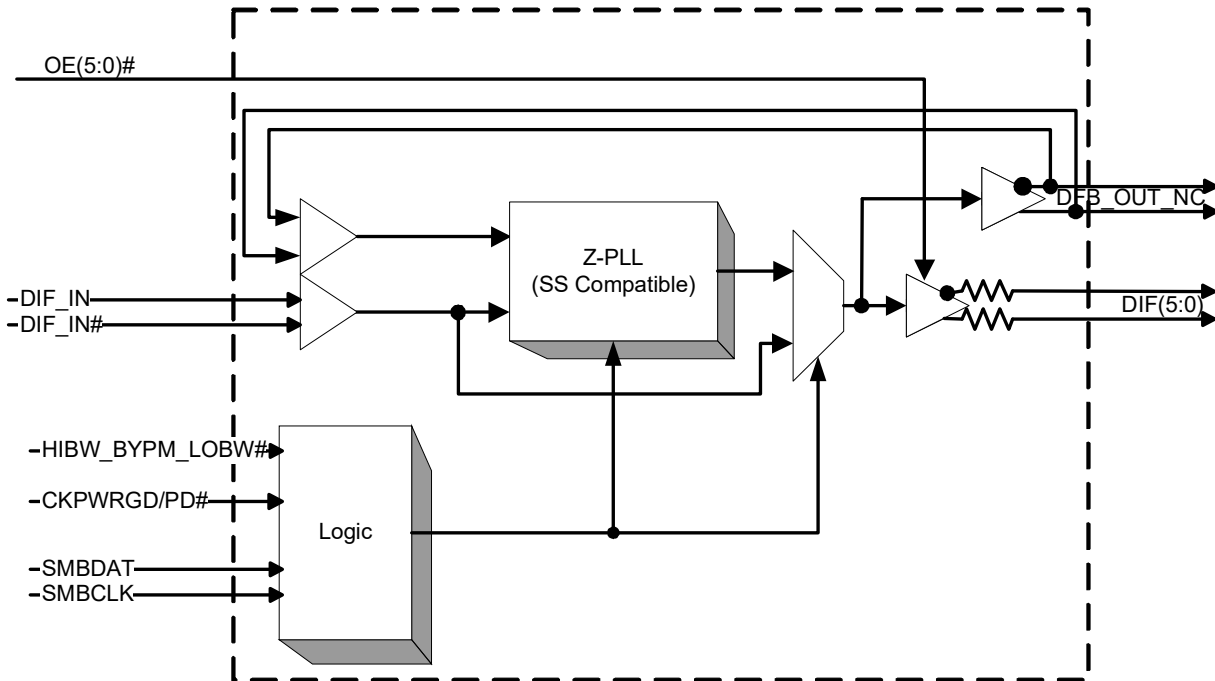 OE(5:0)#
DFB_OUT_NC
Z-PLL
(SS Compatible)
DIF_IN
DIF_IN#
DIF(5:0)
HIBW_BYPM_LOBW#
CKPWRGD/PD#
Logic
SMBDAT
SMBCLK